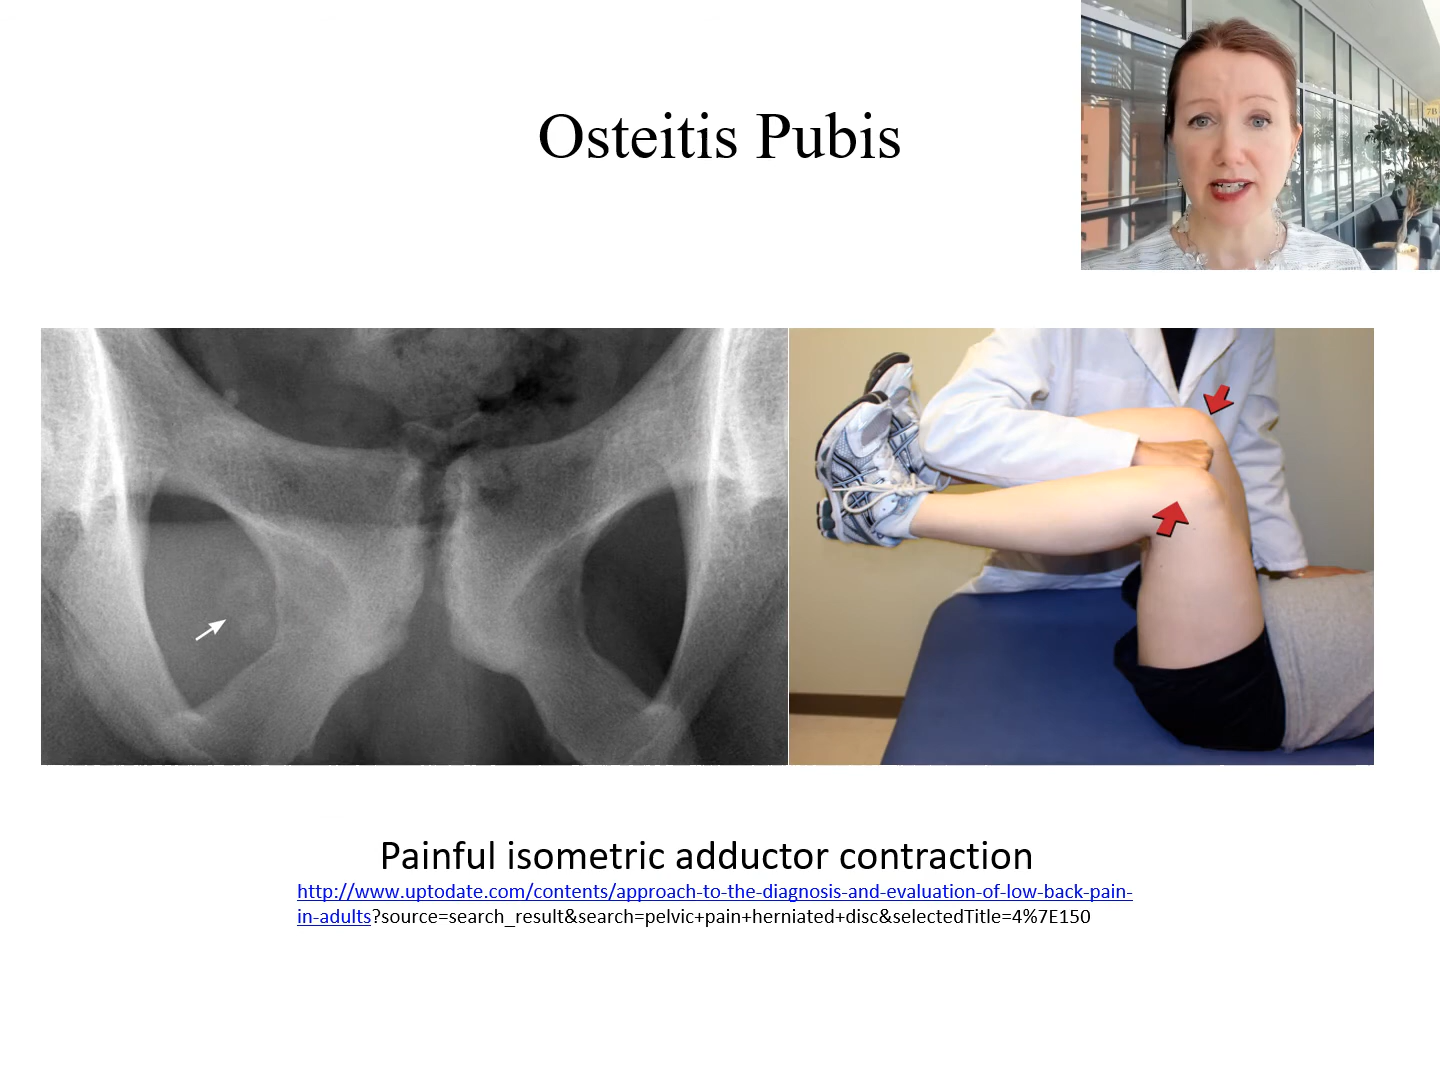 Osteitis Pubis
7B
Painful isometric adductor contraction
http://www.uptodate.com/contents/approach-to-the-diagnosis-and-evaluation-of-low-back-pain-
in-adults?source=search_result&search=pelvic+pain+herniated+disc&selectedTitle=4%7E150